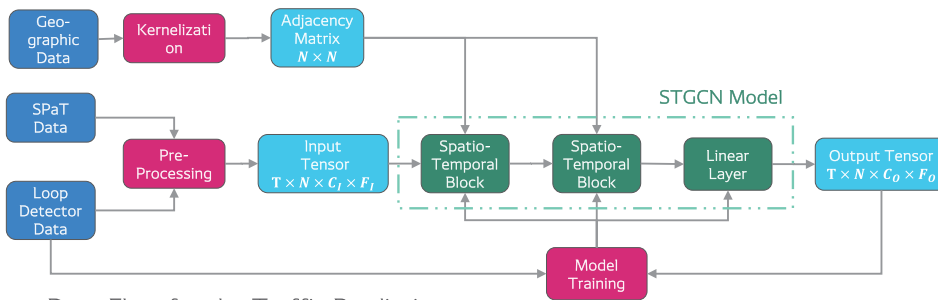 Geo-
graphic
Data
Kernelizati
on
Adjacency
Matrix
N × N
SPaT
Data
Pre-
Processing
Loop
Detector
Data
Input
Tensor
T × N × C_I × F_I
STGCN Model
Spatio-
Temporal
Block
Spatio-
Temporal
Block
Linear
Layer
Output Tensor
T × N × C_O × F_O
Model
Training